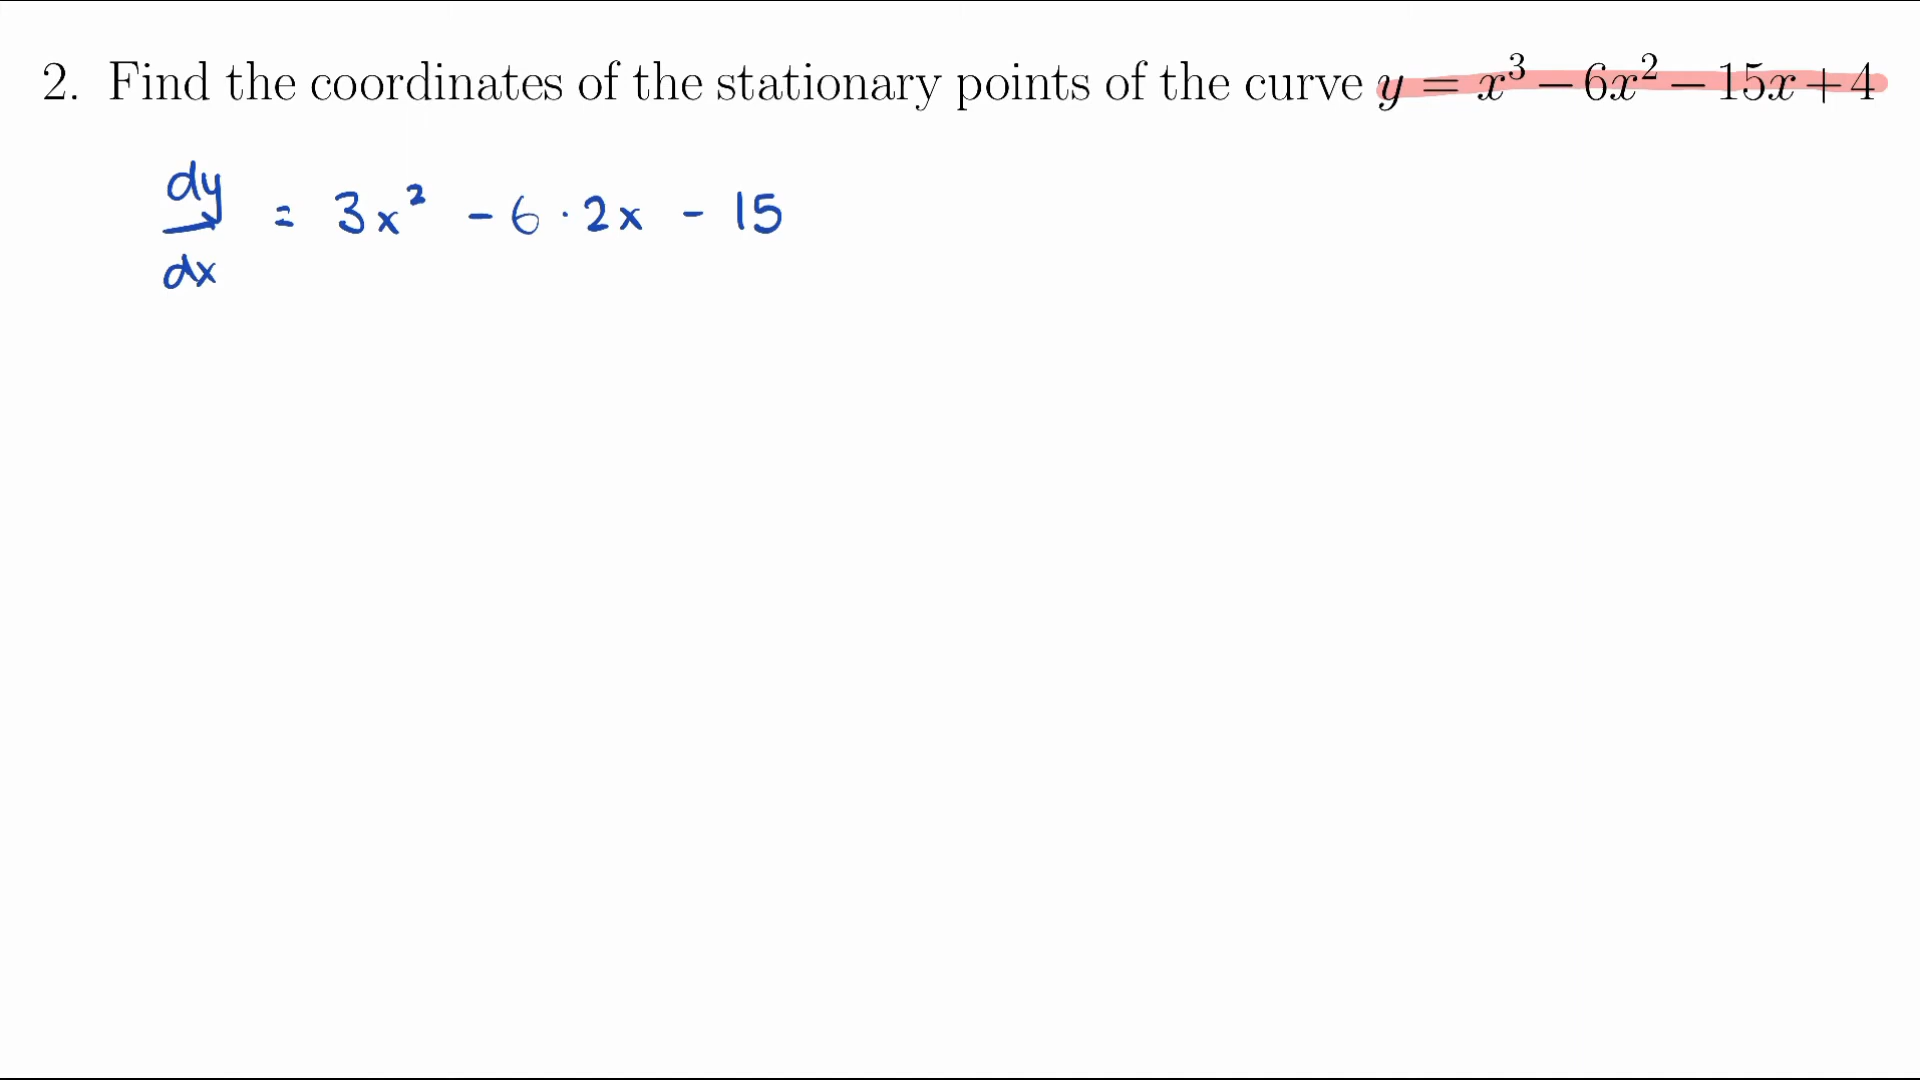 2. Find the coordinates of the stationary points of the curve y = x³ − 6x² − 15x + 4
dy/dx = 3x² - 6 · 2x - 15